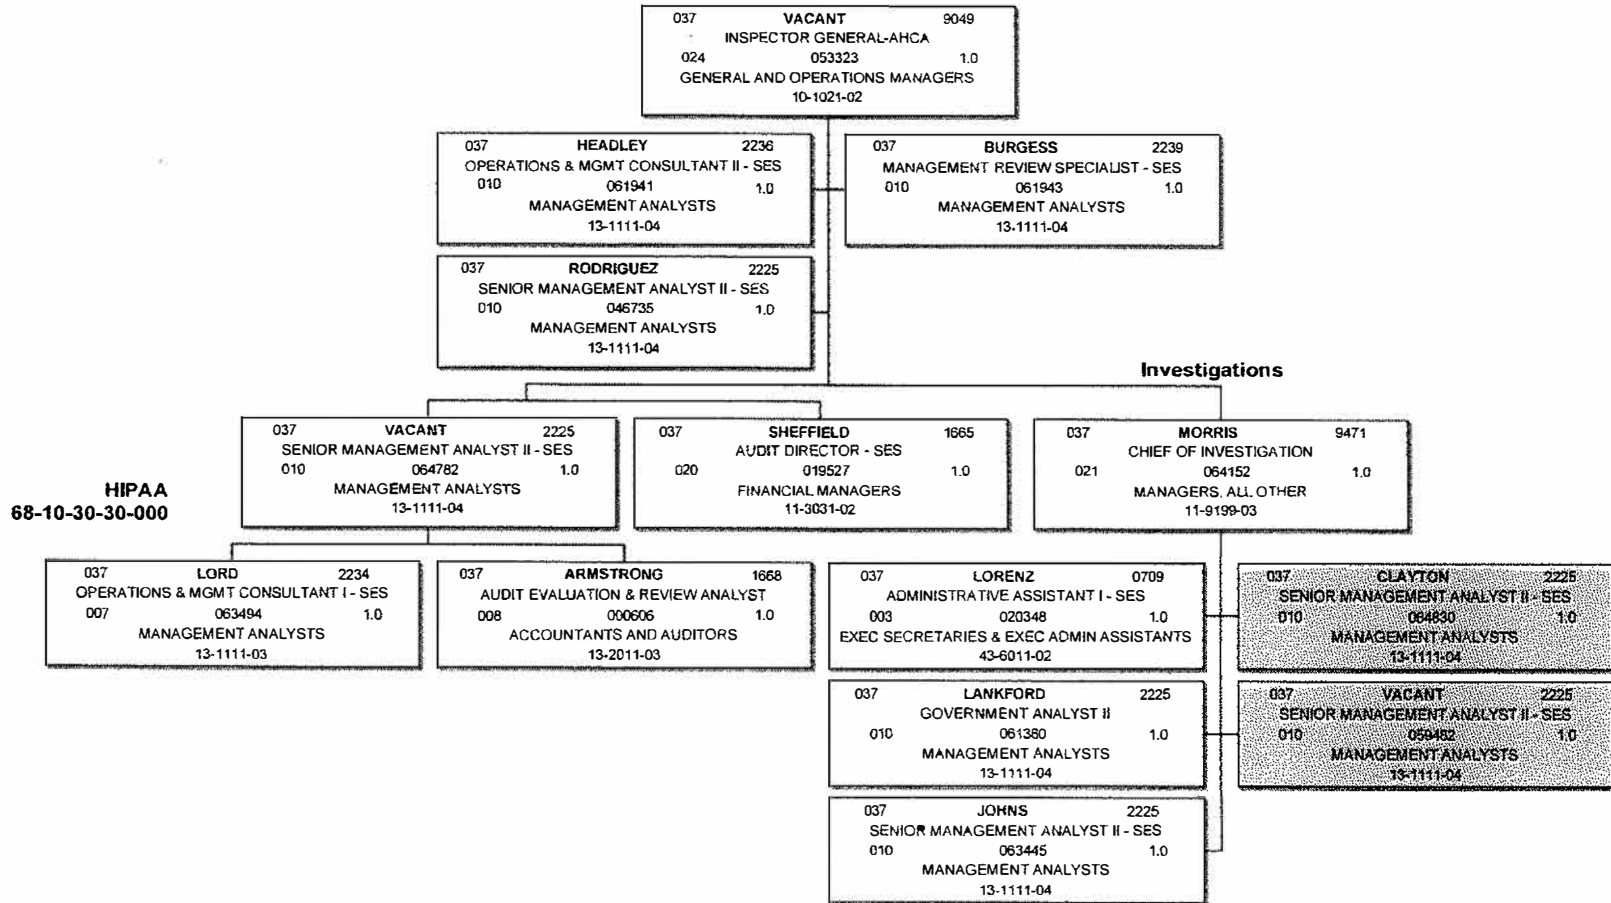 037 VACANT 9049
INSPECTOR GENERAL-AHCA
024 053323 1.0
GENERAL AND OPERATIONS MANAGERS
10-1021-02
037 HEADLEY 2236
OPERATIONS & MGMT CONSULTANT II - SES
010 061941 1.0
MANAGEMENT ANALYSTS
13-1111-04
037 BURGESS 2239
MANAGEMENT REVIEW SPECIALIST - SES
010 061943 1.0
MANAGEMENT ANALYSTS
13-1111-04
037 RODRIGUEZ 2225
SENIOR MANAGEMENT ANALYST II - SES
010 046735 1.0
MANAGEMENT ANALYSTS
13-1111-04
Investigations
037 VACANT 2225
SENIOR MANAGEMENT ANALYST II - SES
010 064782 1.0
MANAGEMENT ANALYSTS
13-1111-04
037 SHEFFIELD 1665
AUDIT DIRECTOR - SES
020 019527 1.0
FINANCIAL MANAGERS
11-3031-02
037 MORRIS 9471
CHIEF OF INVESTIGATION
021 064152 1.0
MANAGERS, ALL OTHER
11-9199-03
HIPAA
68-10-30-30-000
037 LORD 2234
OPERATIONS & MGMT CONSULTANT I - SES
007 063494 1.0
MANAGEMENT ANALYSTS
13-1111-03
037 ARMSTRONG 1668
AUDIT EVALUATION & REVIEW ANALYST
008 000606 1.0
ACCOUNTANTS AND AUDITORS
13-2011-03
037 LORENZ 0709
ADMINISTRATIVE ASSISTANT I - SES
003 020348 1.0
EXEC SECRETARIES & EXEC ADMIN ASSISTANTS
43-6011-02
037 CLAYTON 2225
SENIOR MANAGEMENT ANALYST II - SES
010 064830 1.0
MANAGEMENT ANALYSTS
13-1111-04
037 LANKFORD 2225
GOVERNMENT ANALYST II
010 061360 1.0
MANAGEMENT ANALYSTS
13-1111-04
037 VACANT 2225
SENIOR MANAGEMENT ANALYST II - SES
010 059462 1.0
MANAGEMENT ANALYSTS
13-1111-04
037 JOHNS 2225
SENIOR MANAGEMENT ANALYST II - SES
010 063445 1.0
MANAGEMENT ANALYSTS
13-1111-04